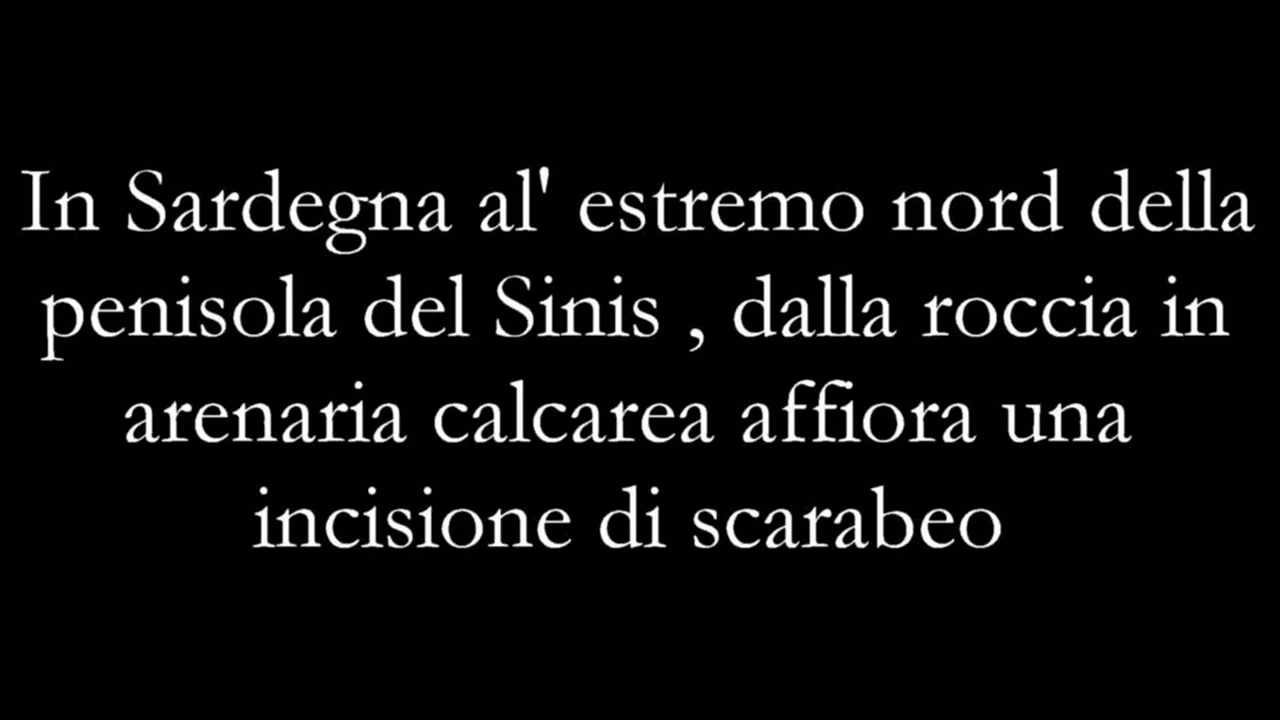 In Sardegna al' estremo nord della
penisola del Sinis , dalla roccia in
arenaria calcarea affiora una
incisione di scarabeo